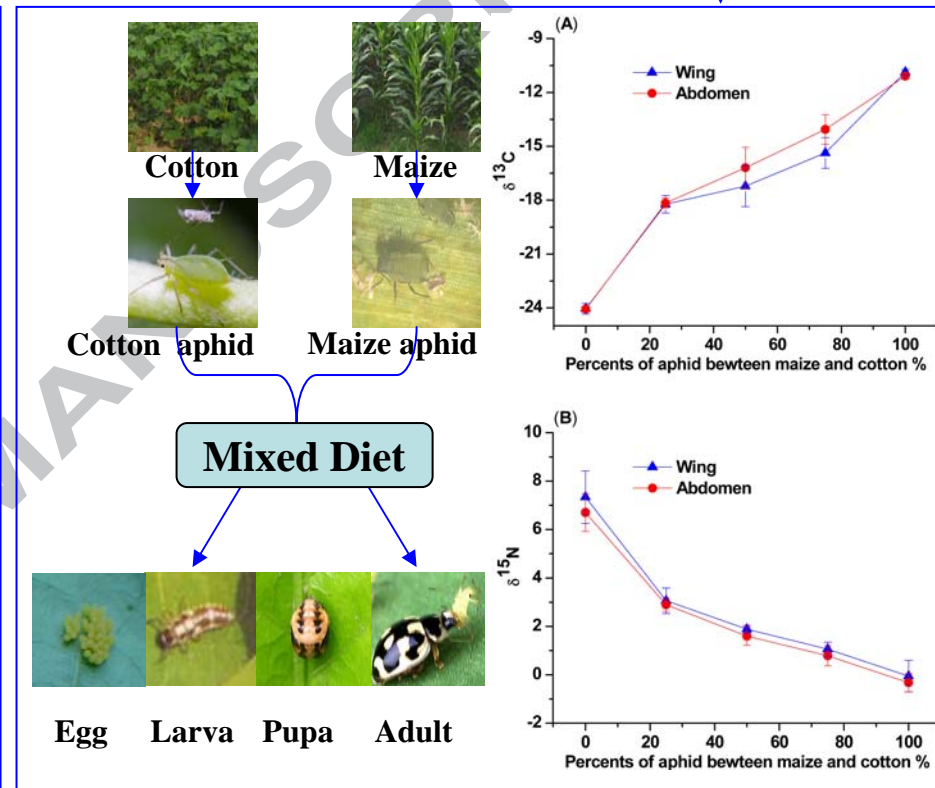 Cotton
Maize
Cotton aphid
Maize aphid
Mixed Diet
Egg Larva Pupa Adult
(A)
Wing
Abdomen
-9
-12
-15
-18
-21
-24
δ 13C
0 20 40 60 80 100
Percents of aphid bewteen maize and cotton %
(B)
Wing
Abdomen
10
8
6
4
2
0
-2
δ 15N
0 20 40 60 80 100
Percents of aphid bewteen maize and cotton %